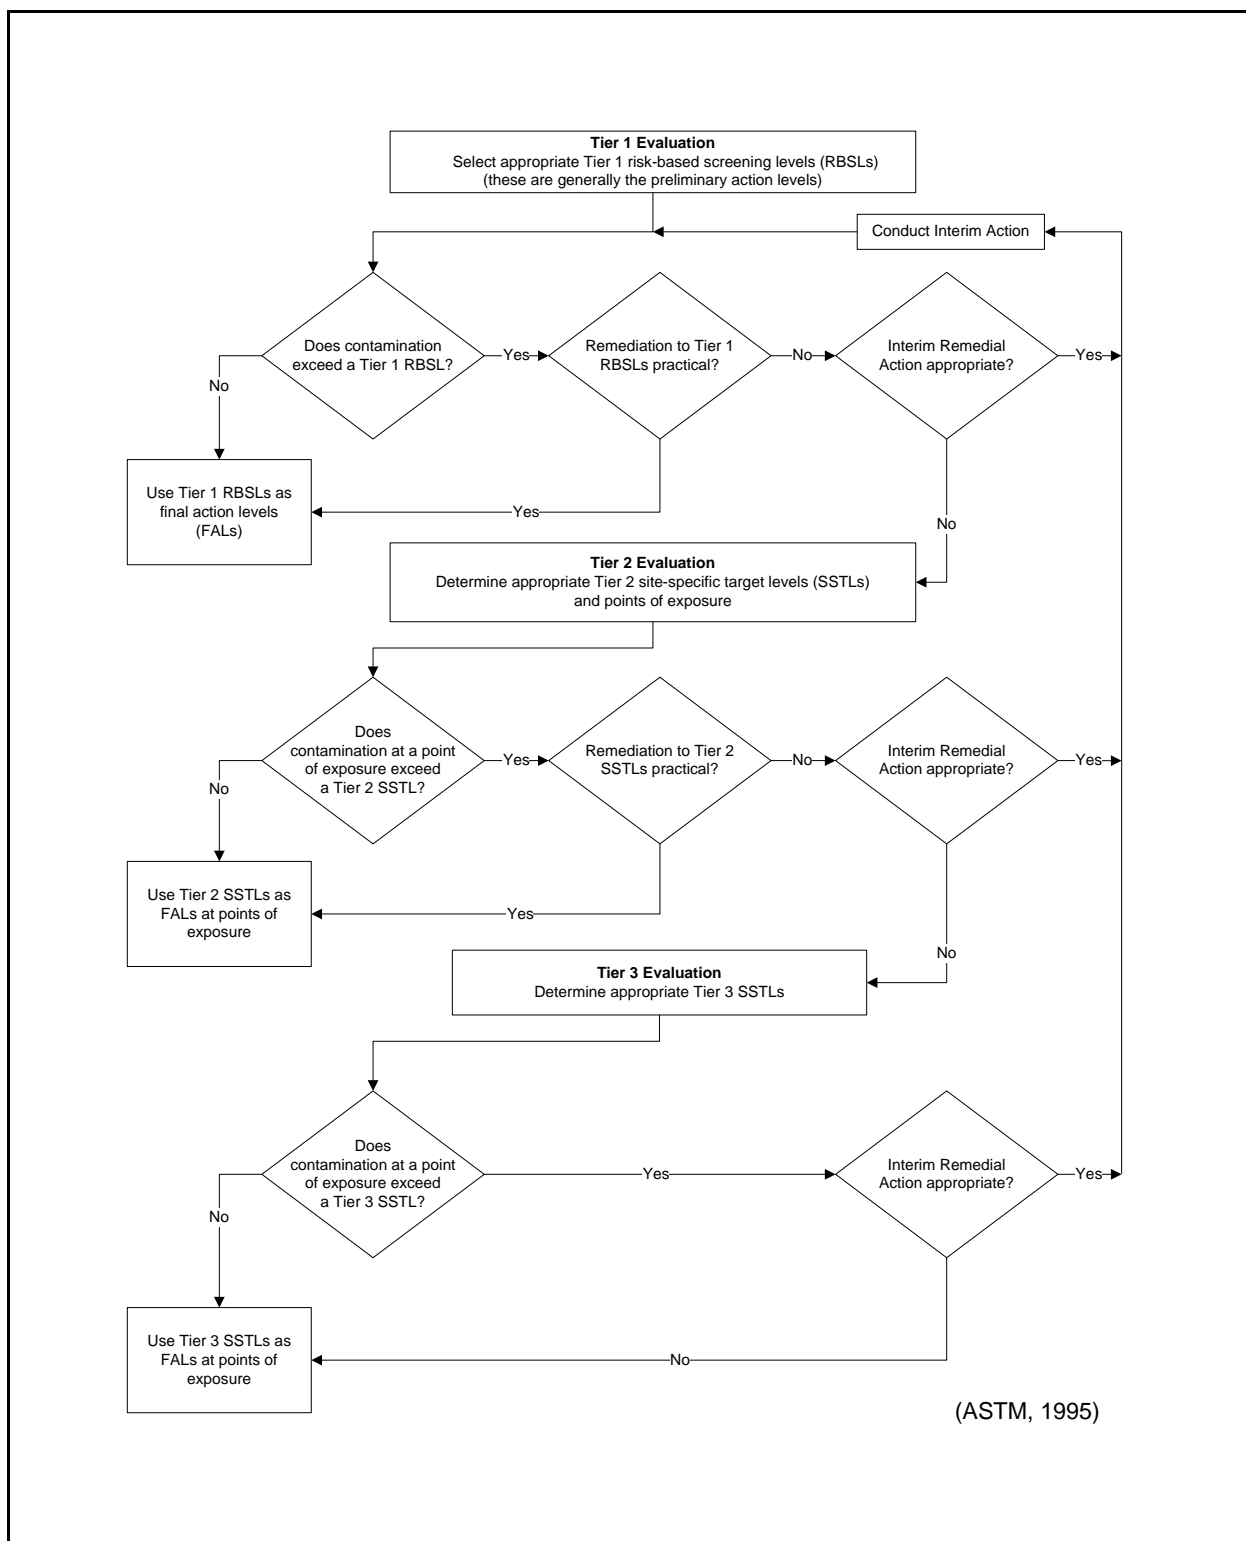 Tier 1 Evaluation
Select appropriate Tier 1 risk-based screening levels (RBSLs)
(these are generally the preliminary action levels)
Conduct Interim Action
Does contamination
exceed a Tier 1 RBSL?
Yes
Remediation to Tier 1
RBSLs practical?
No
Interim Remedial
Action appropriate?
Yes
No
Use Tier 1 RBSLs as
final action levels
(FALs)
Yes
No
Tier 2 Evaluation
Determine appropriate Tier 2 site-specific target levels (SSTLs)
and points of exposure
Does
contamination at a point
of exposure exceed
a Tier 2 SSTL?
Yes
Remediation to Tier 2
SSTLs practical?
No
Interim Remedial
Action appropriate?
Yes
No
Use Tier 2 SSTLs as
FALs at points of
exposure
Yes
No
Tier 3 Evaluation
Determine appropriate Tier 3 SSTLs
Does
contamination at a point
of exposure exceed
a Tier 3 SSTL?
Yes
Interim Remedial
Action appropriate?
Yes
No
Use Tier 3 SSTLs as
FALs at points of
exposure
No
(ASTM, 1995)